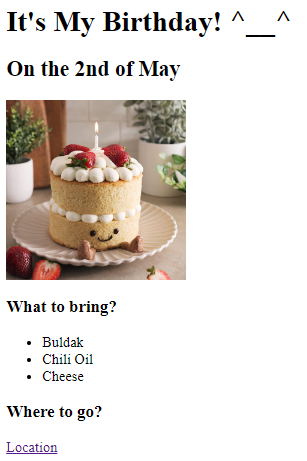 It's My Birthday! ^__^
On the 2nd of May
What to bring?
Buldak
Chili Oil
Cheese
Where to go?
Location